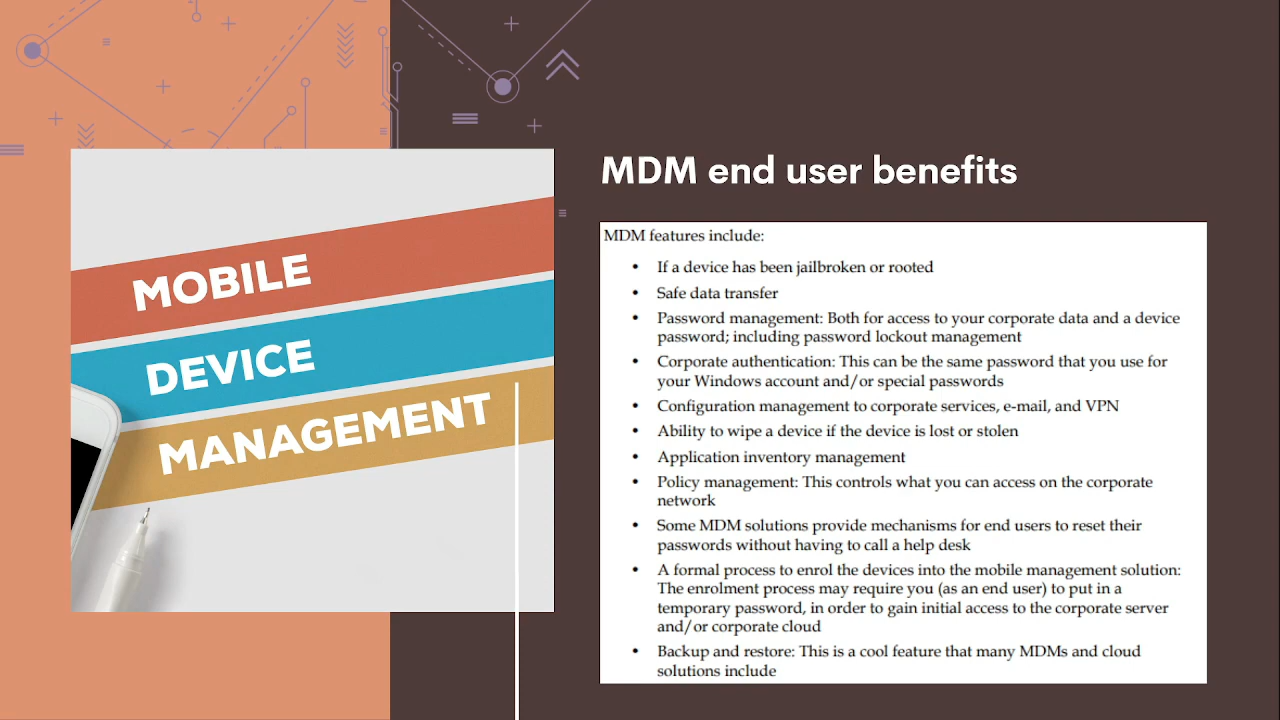 MOBILE
DEVICE
MANAGEMENT
MDM end user benefits
MDM features include:
• If a device has been jailbroken or rooted
• Safe data transfer
• Password management: Both for access to your corporate data and a device
password; including password lockout management
• Corporate authentication: This can be the same password that you use for
your Windows account and/or special passwords
• Configuration management to corporate services, e-mail, and VPN
• Ability to wipe a device if the device is lost or stolen
• Application inventory management
• Policy management: This controls what you can access on the corporate
network
• Some MDM solutions provide mechanisms for end users to reset their
passwords without having to call a help desk
• A formal process to enrol the devices into the mobile management solution:
The enrolment process may require you (as an end user) to put in a
temporary password, in order to gain initial access to the corporate server
and/or corporate cloud
• Backup and restore: This is a cool feature that many MDMs and cloud
solutions include